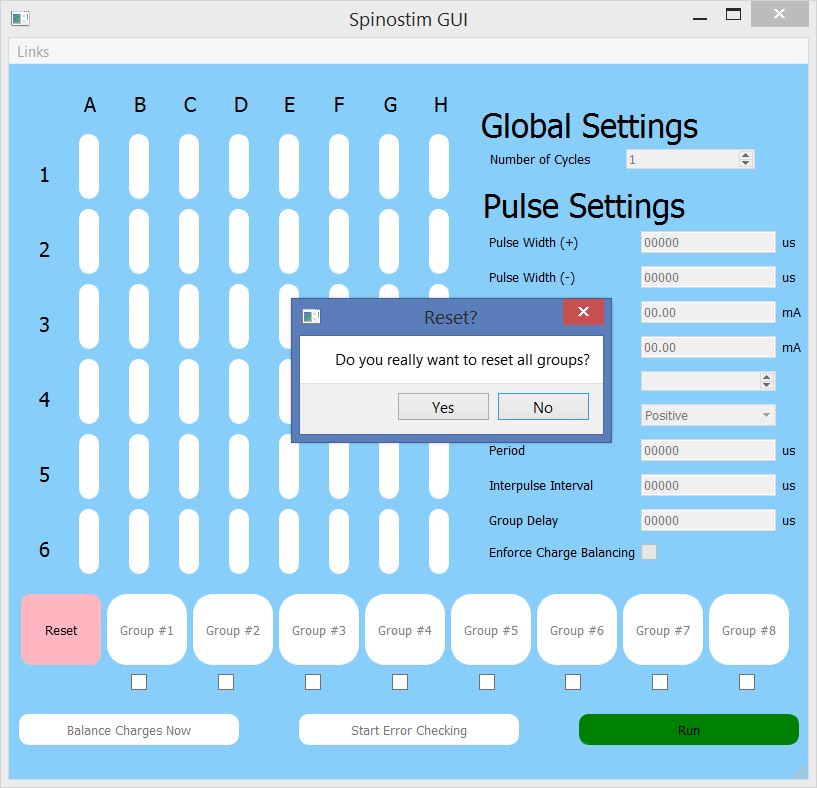 Spinostim GUI
Links
A B C D E F G H
1
2
3
4
5
6
Global Settings
Number of Cycles 1
Pulse Settings
Pulse Width (+) 00000 us
Pulse Width (-) 00000 us
00.00 mA
00.00 mA
Positive
Period 00000 us
Interpulse Interval 00000 us
Group Delay 00000 us
Enforce Charge Balancing
Reset?
Do you really want to reset all groups?
Yes No
Reset Group #1 Group #2 Group #3 Group #4 Group #5 Group #6 Group #7 Group #8
Balance Charges Now Start Error Checking Run